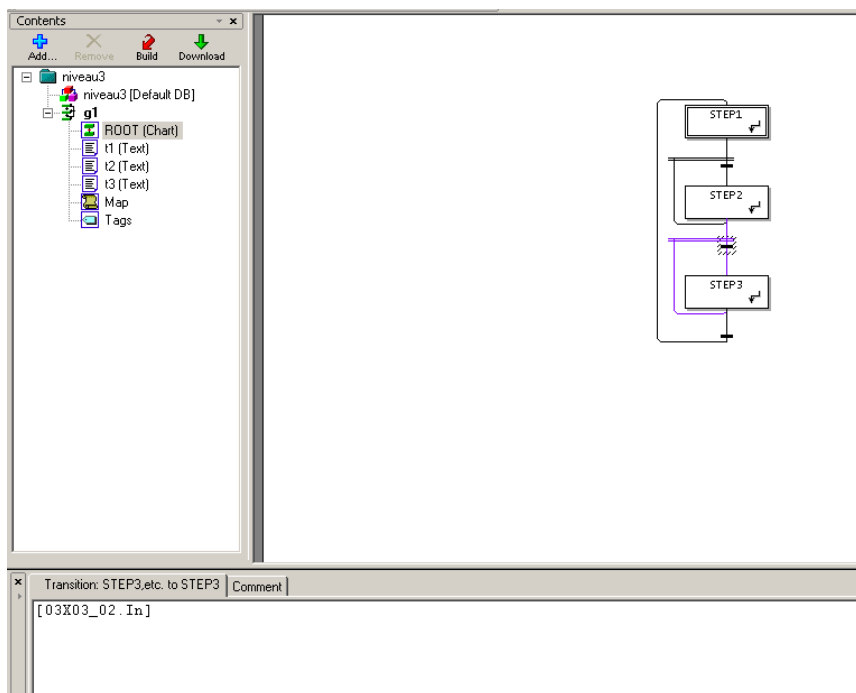 Contents
Add... Remove Build Download
niveau3
niveau3 [Default DB]
g1
ROOT (Chart)
t1 (Text)
t2 (Text)
t3 (Text)
Map
Tags
STEP1
STEP2
STEP3
Transition: STEP3,etc. to STEP3 Comment
[03X03_02.In]